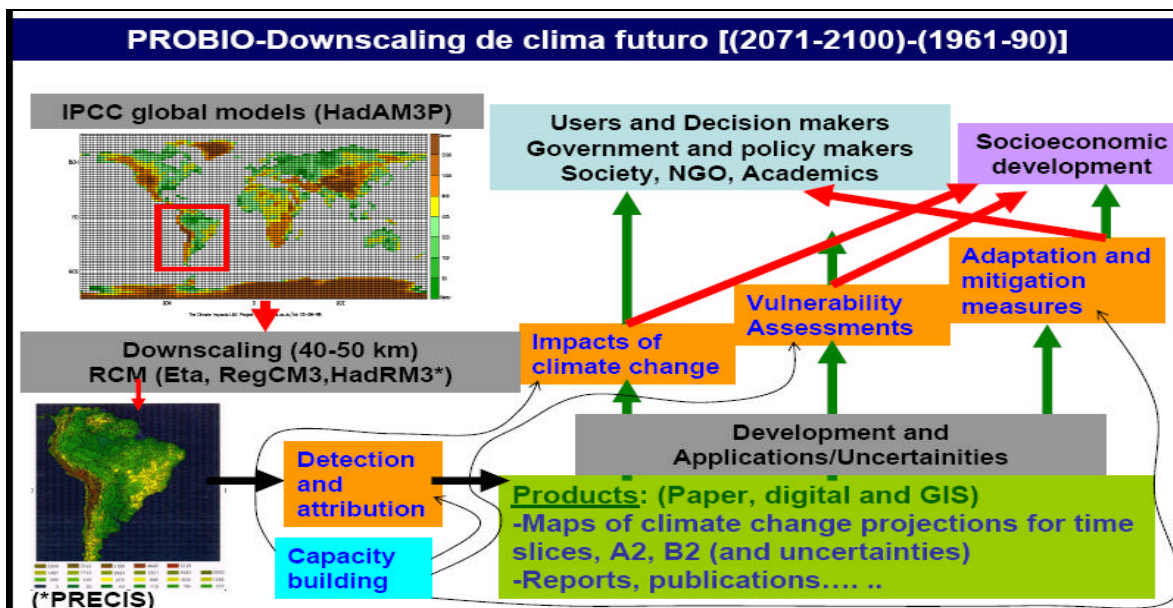 PROBIO-Downscaling de clima futuro [(2071-2100)-(1961-90)]
IPCC global models (HadAM3P)
Users and Decision makers
Government and policy makers
Society, NGO, Academics
Socioeconomic
development
Adaptation and
mitigation
measures
Vulnerability
Assessments
Impacts of
climate change
Downscaling (40-50 km)
RCM (Eta, RegCM3,HadRM3*)
Development and
Applications/Uncertainities
Detection
and
attribution
Products: (Paper, digital and GIS)
-Maps of climate change projections for time
slices, A2, B2 (and uncertainties)
-Reports, publications…. ..
Capacity
building
(*PRECIS)